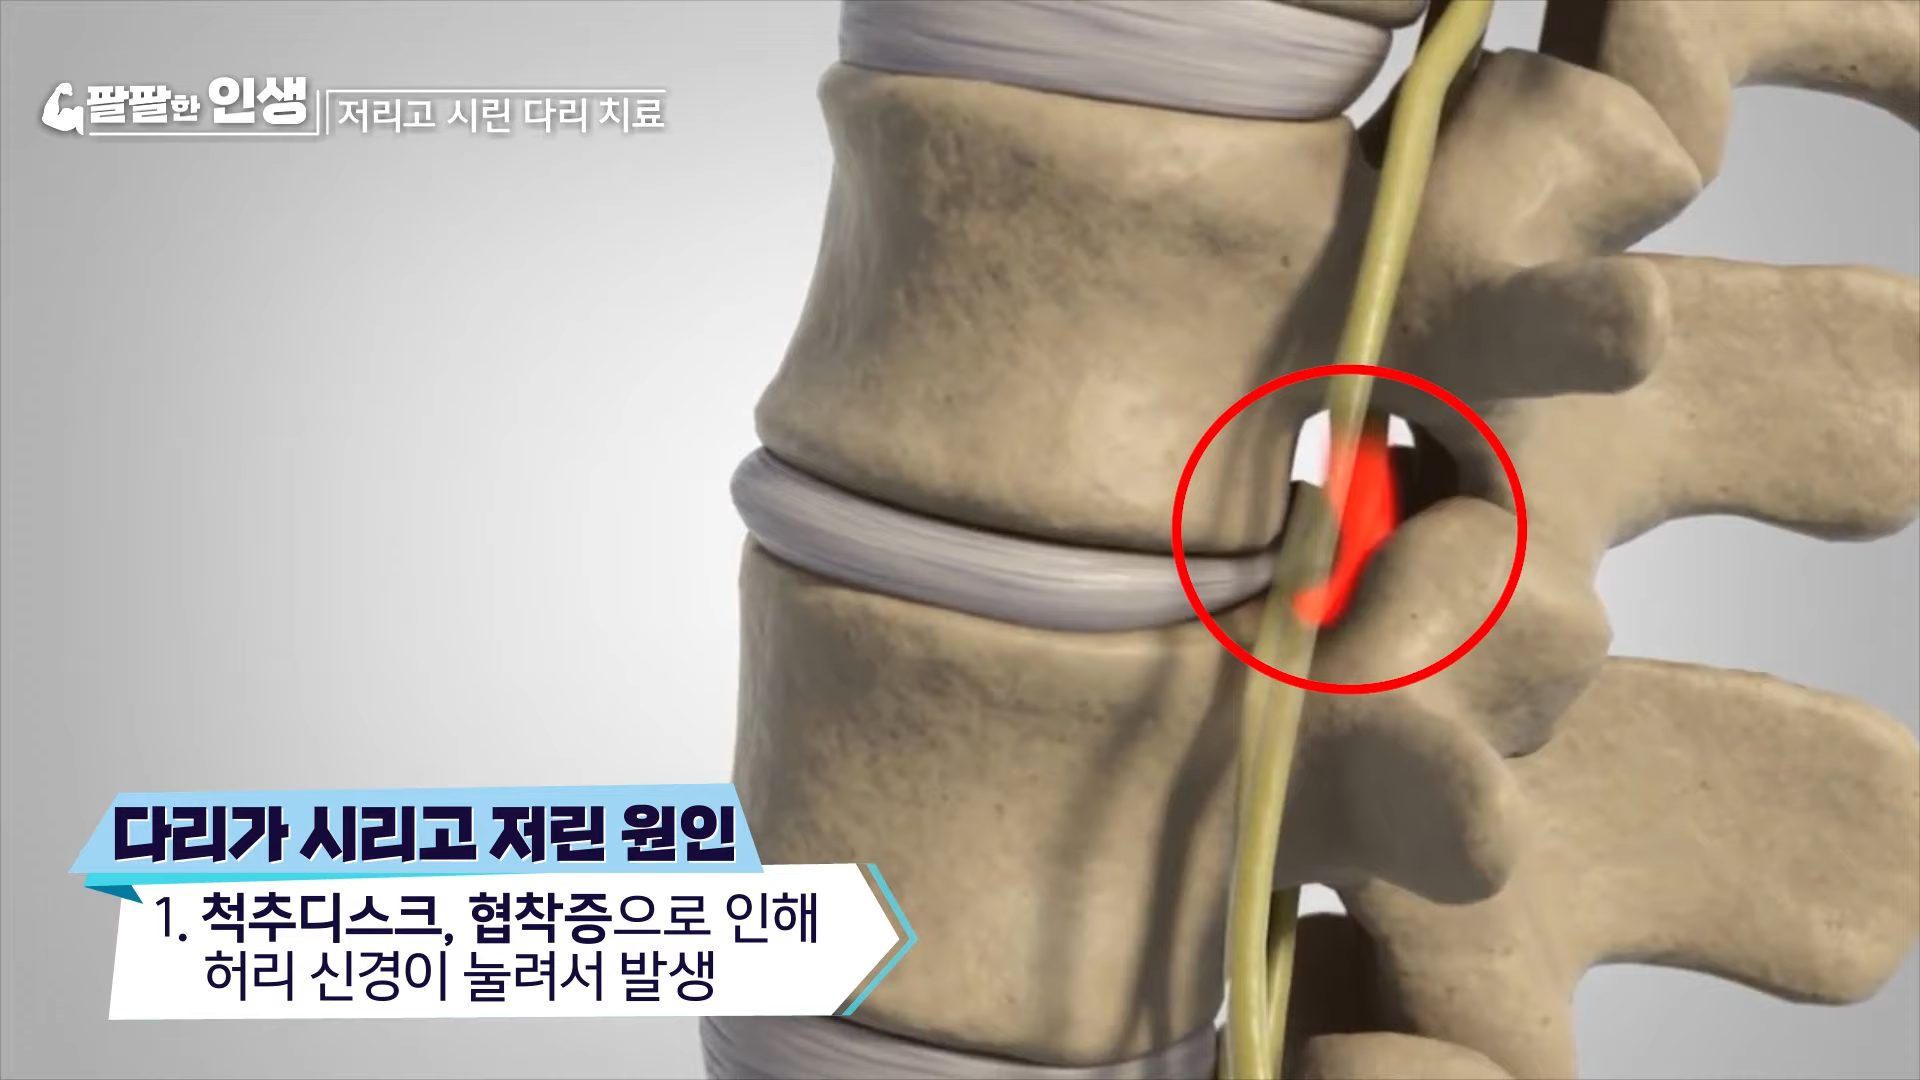 팔팔한 인생 저리고 시린 다리 치료
다리가 시리고 저린 원인
1. 척추디스크, 협착증으로 인해
허리 신경이 눌려서 발생